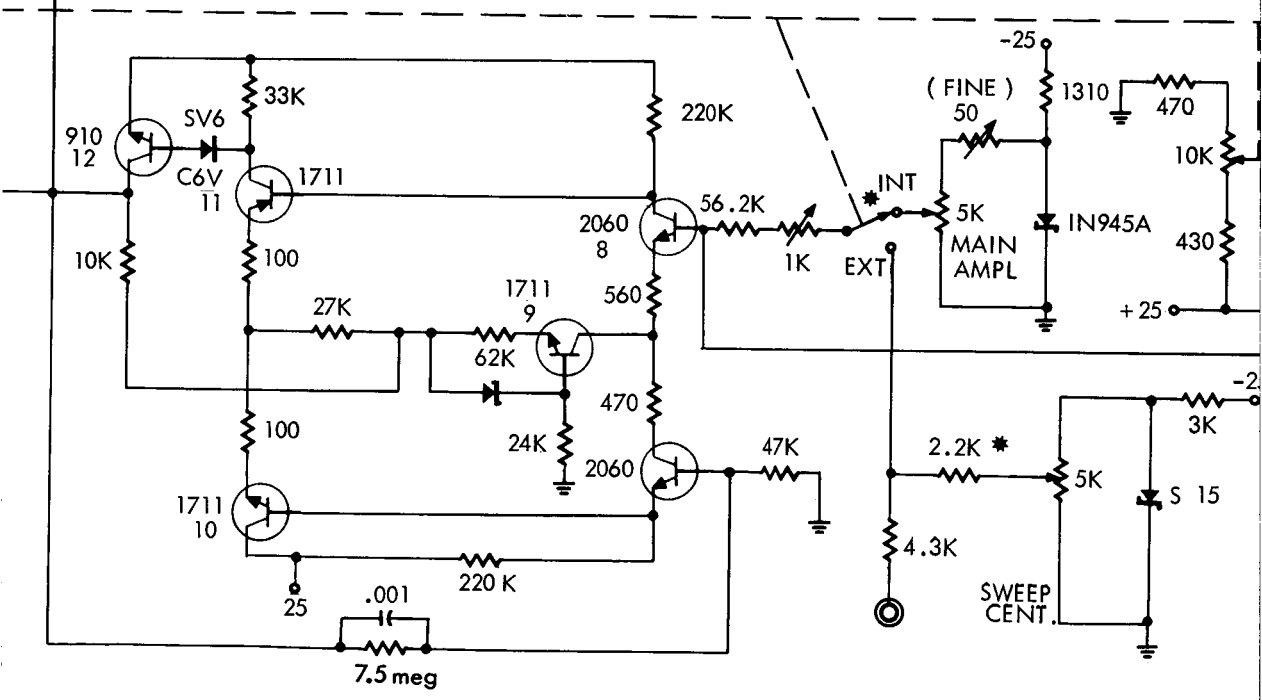 -25
(FINE)
50
1310
470
33K
220K
SV6
910
12
C6V
11
1711
10K
INT
56.2K
2060
8
5K
IN945A
MAIN
AMPL
1K
EXT
430
10K
100
560
+25
1711
9
27K
62K
-2
3K
470
100
24K
2060
47K
2.2K *
5K
S 15
1711
10
4.3K
220 K
25
.001
SWEEP
CENT.
7.5 meg